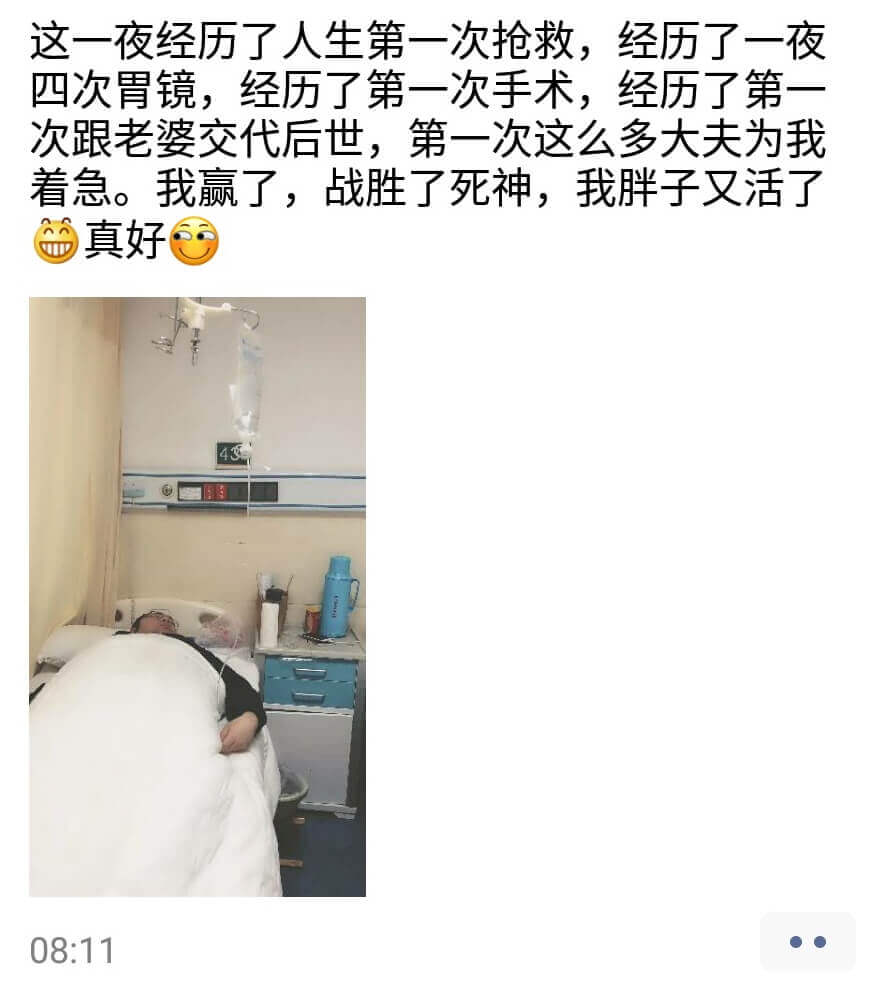 这一夜经历了人生第一次抢救，经历了一夜
四次胃镜，经历了第一次手术，经历了第一
次跟老婆交代后世，第一次这么多大夫为我
着急。我赢了，战胜了死神，我胖子又活了
😁真好
08:11